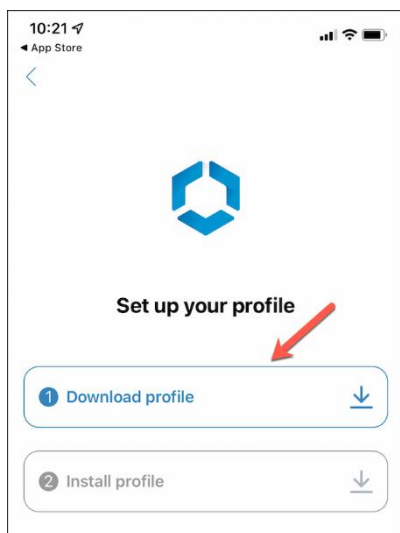 10:21
◀ App Store
Set up your profile
1 Download profile
2 Install profile